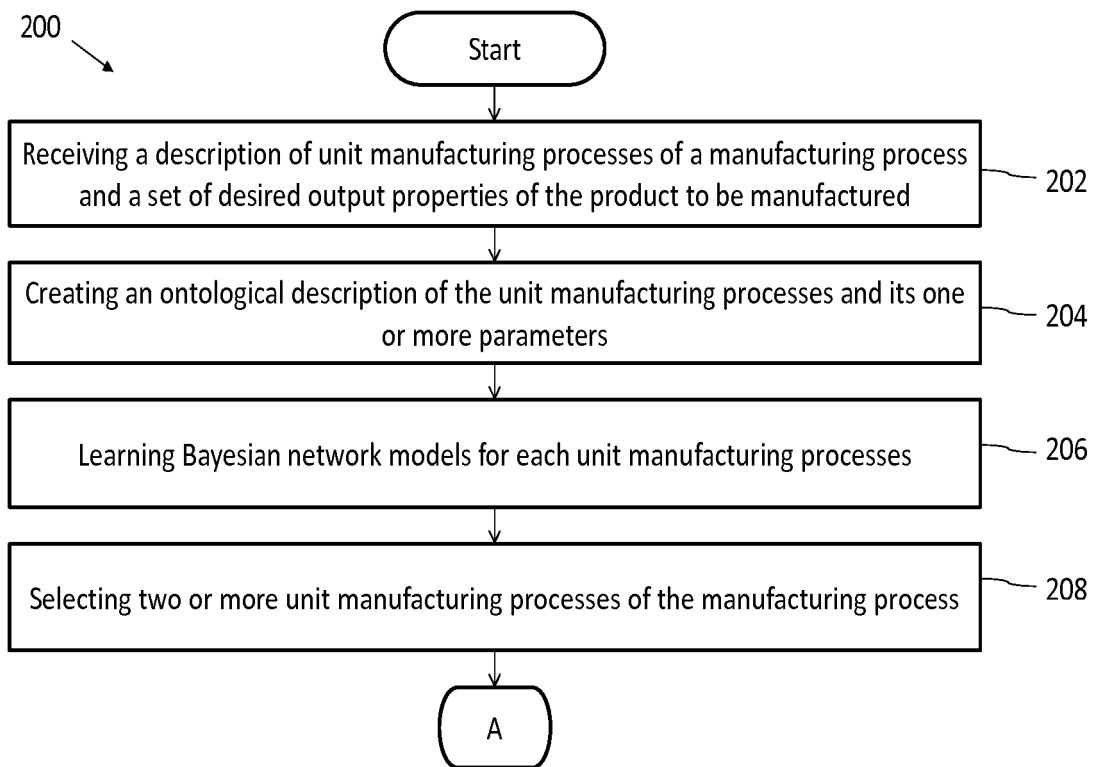 200
Start
Receiving a description of unit manufacturing processes of a manufacturing process
and a set of desired output properties of the product to be manufactured
202
Creating an ontological description of the unit manufacturing processes and its one
or more parameters
204
Learning Bayesian network models for each unit manufacturing processes
206
Selecting two or more unit manufacturing processes of the manufacturing process
208
A